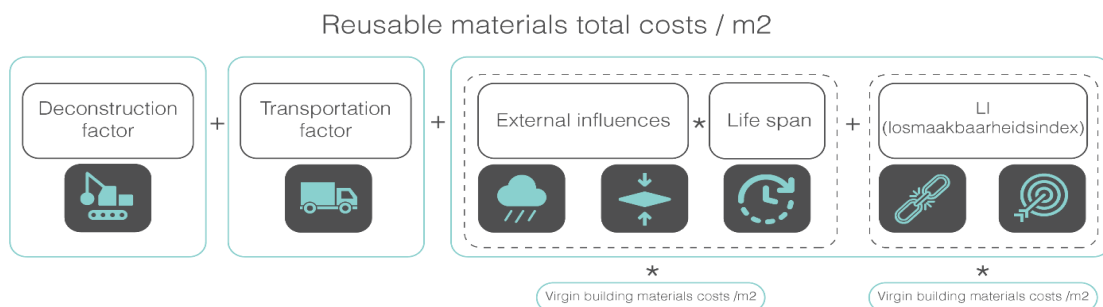 Reusable materials total costs / m2
Deconstruction
factor
+
Transportation
factor
+
External influences
*
Life span
+
LI
(losmaakbaarheidsindex)
*
*
Virgin building materials costs /m2
Virgin building materials costs /m2